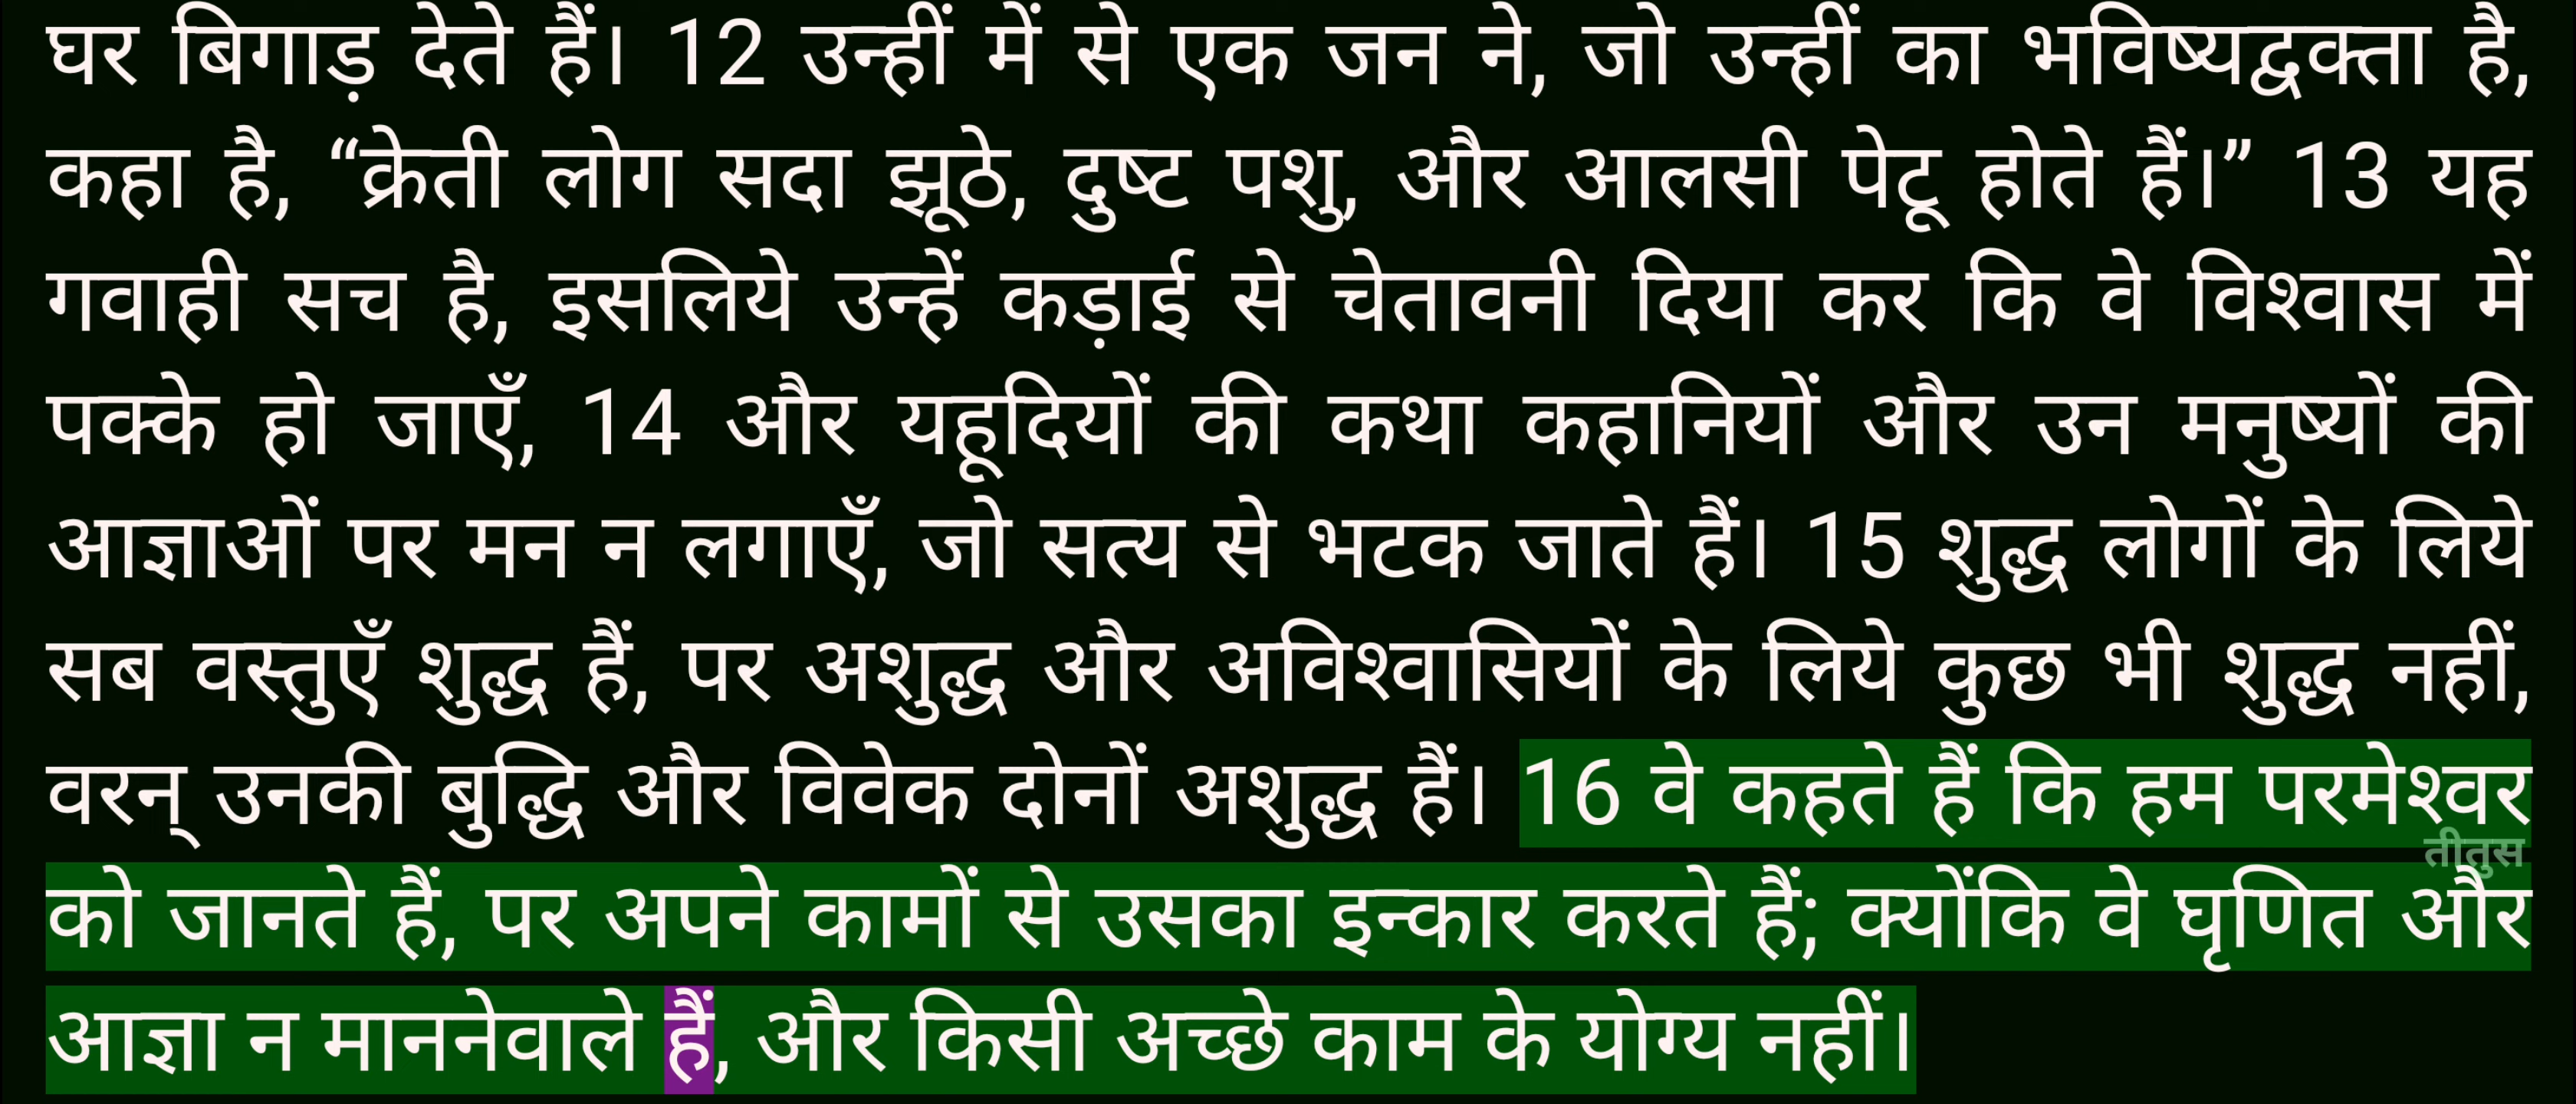 घर बिगाड़ देते हैं। 12 उन्हीं में से एक जन ने, जो उन्हीं का भविष्यद्वक्ता है,
कहा है, “क्रेती लोग सदा झूठे, दुष्ट पशु, और आलसी पेटू होते हैं।” 13 यह
गवाही सच है, इसलिये उन्हें कड़ाई से चेतावनी दिया कर कि वे विश्वास में
पक्के हो जाएँ, 14 और यहूदियों की कथा कहानियों और उन मनुष्यों की
आज्ञाओं पर मन न लगाएँ, जो सत्य से भटक जाते हैं। 15 शुद्ध लोगों के लिये
सब वस्तुएँ शुद्ध हैं, पर अशुद्ध और अविश्वासियों के लिये कुछ भी शुद्ध नहीं,
वरन् उनकी बुद्धि और विवेक दोनों अशुद्ध हैं। 16 वे कहते हैं कि हम परमेश्वर
तीतुस
को जानते हैं, पर अपने कामों से उसका इन्कार करते हैं; क्योंकि वे घृणित और
आज्ञा न माननेवाले हैं, और किसी अच्छे काम के योग्य नहीं।